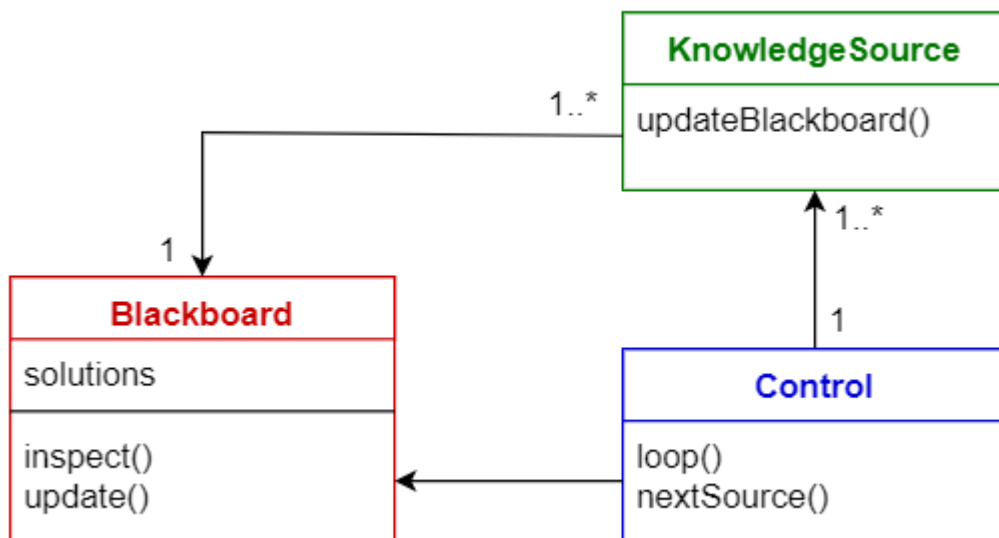 KnowledgeSource
updateBlackboard()
1..*
1..*
1
1
Blackboard
solutions
inspect()
update()
Control
loop()
nextSource()